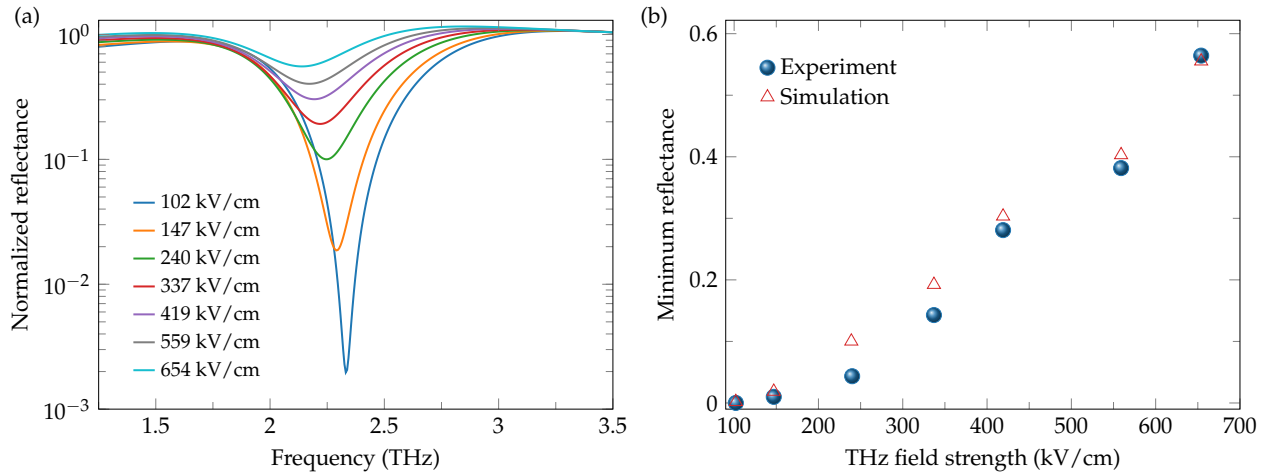 (a)
Normalized reflectance
10⁰
10⁻¹
10⁻²
10⁻³
102 kV/cm
147 kV/cm
240 kV/cm
337 kV/cm
419 kV/cm
559 kV/cm
654 kV/cm
1.5 2 2.5 3 3.5
Frequency (THz)
(b)
Minimum reflectance
0.6
0.4
0.2
0
Experiment
Simulation
100 200 300 400 500 600 700
THz field strength (kV/cm)